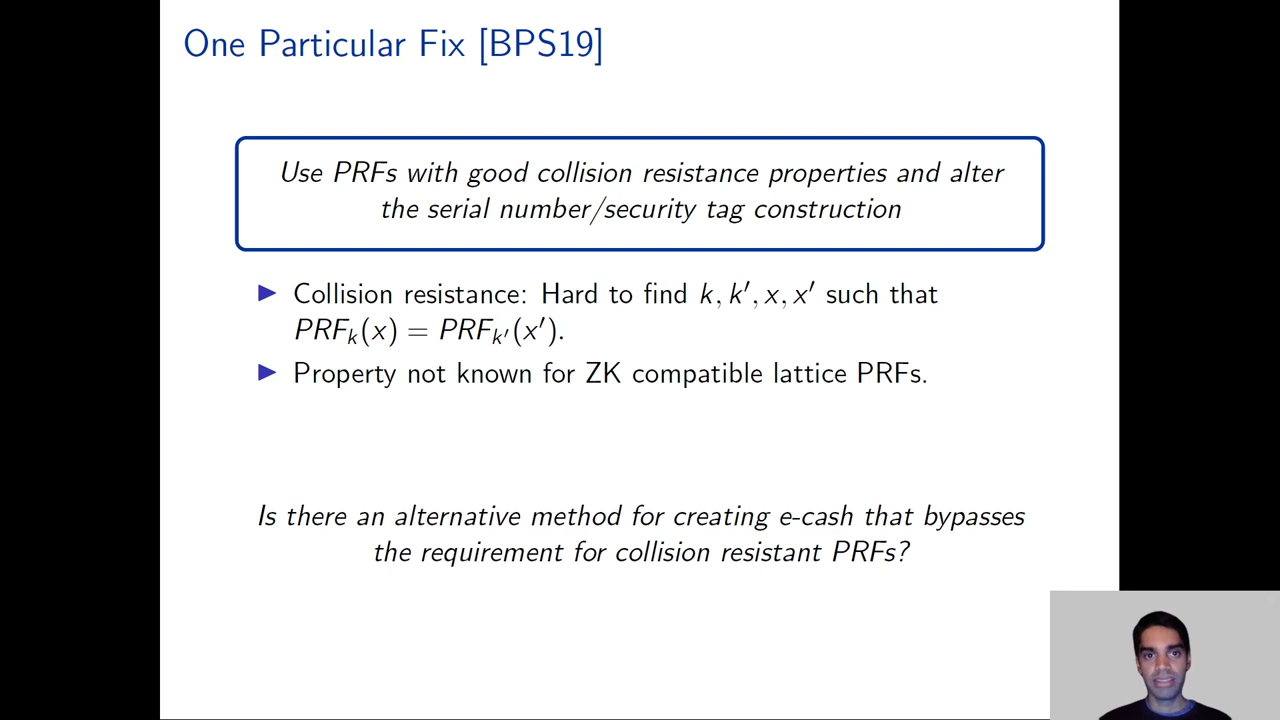 One Particular Fix [BPS19]
Use PRFs with good collision resistance properties and alter
the serial number/security tag construction
▶ Collision resistance: Hard to find k, k′, x, x′ such that
PRFₖ(x) = PRFₖ′(x′).
▶ Property not known for ZK compatible lattice PRFs.
Is there an alternative method for creating e-cash that bypasses
the requirement for collision resistant PRFs?